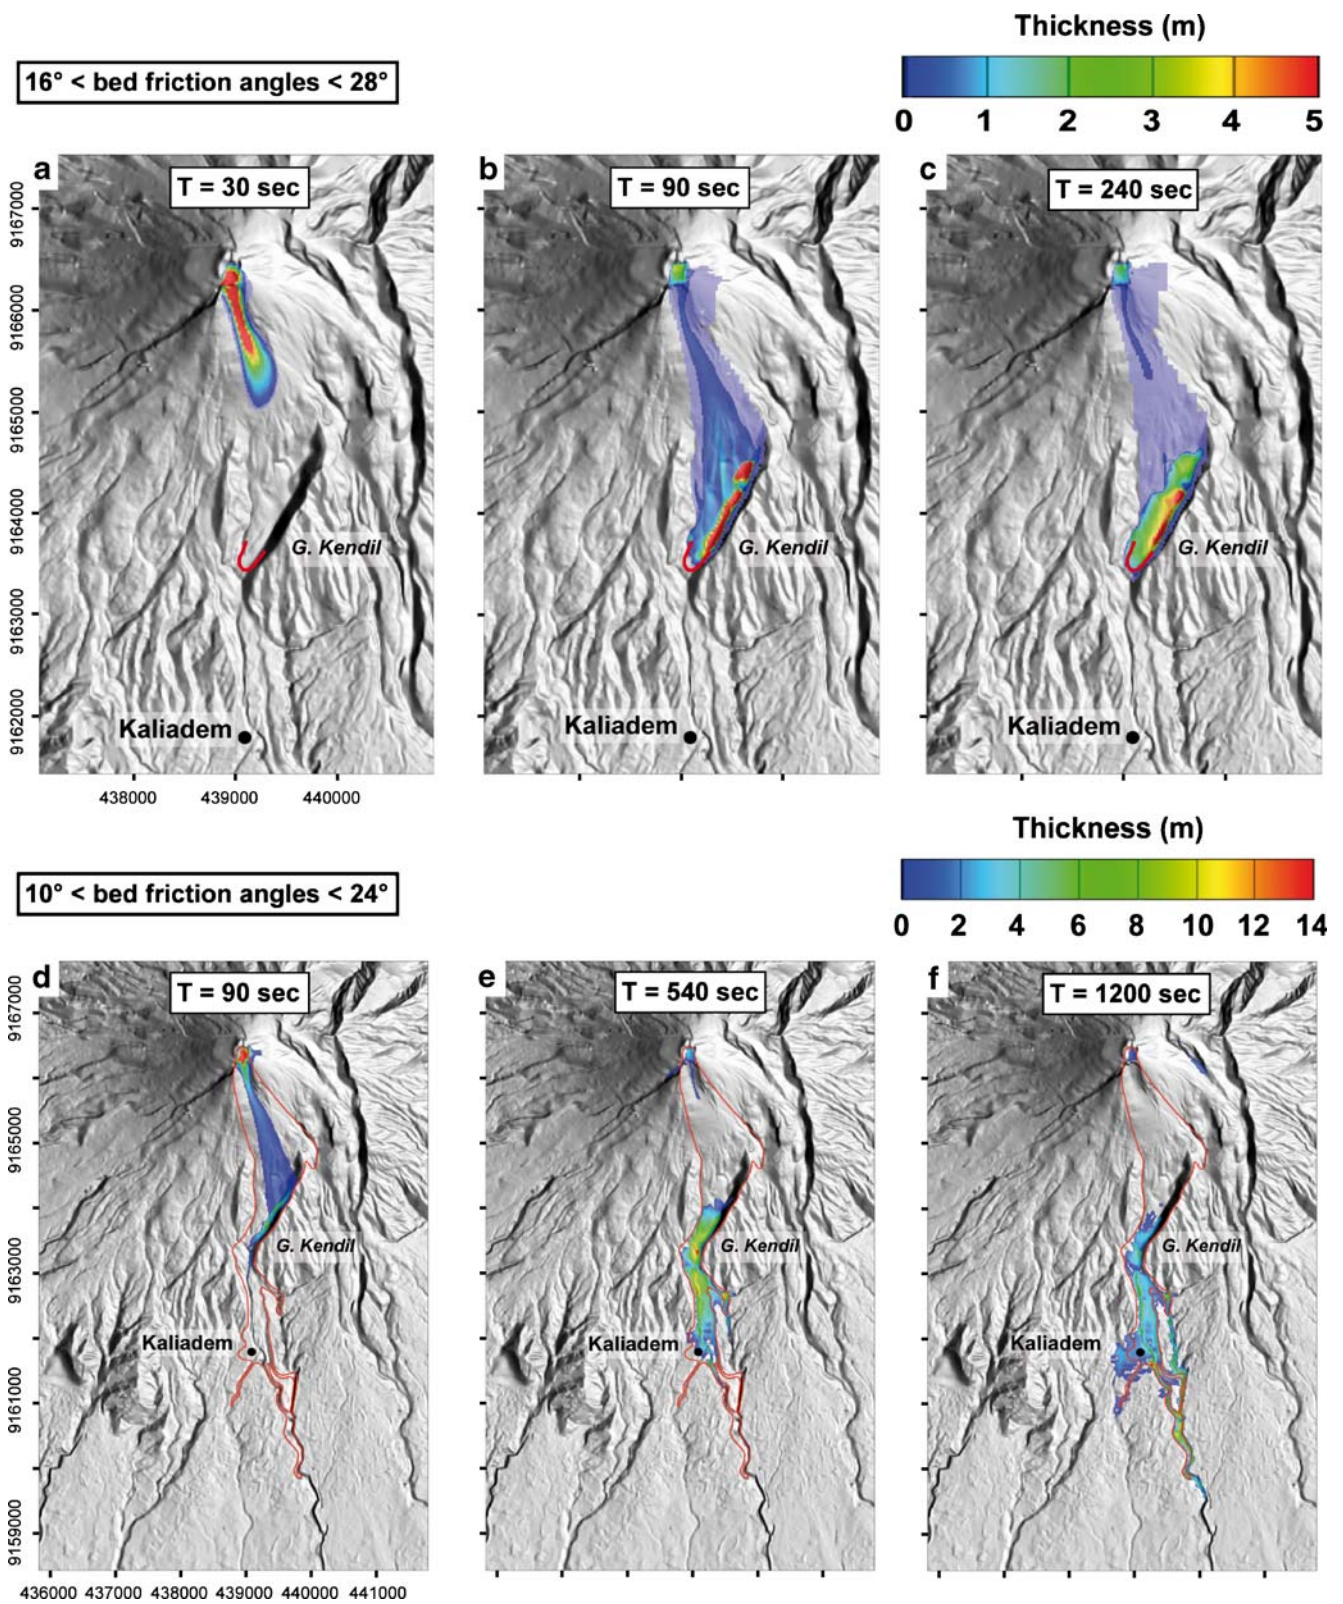 Thickness (m)
16° < bed friction angles < 28°
0 1 2 3 4 5
a
T = 30 sec
b
T = 90 sec
c
T = 240 sec
9167000
9166000
9165000
9164000
9163000
9162000
G. Kendil
G. Kendil
G. Kendil
Kaliadem
Kaliadem
Kaliadem
438000 439000 440000
Thickness (m)
10° < bed friction angles < 24°
0 2 4 6 8 10 12 14
d
T = 90 sec
e
T = 540 sec
f
T = 1200 sec
9167000
9165000
9163000
9161000
9159000
G. Kendil
G. Kendil
G. Kendil
Kaliadem
Kaliadem
Kaliadem
436000 437000 438000 439000 440000 441000